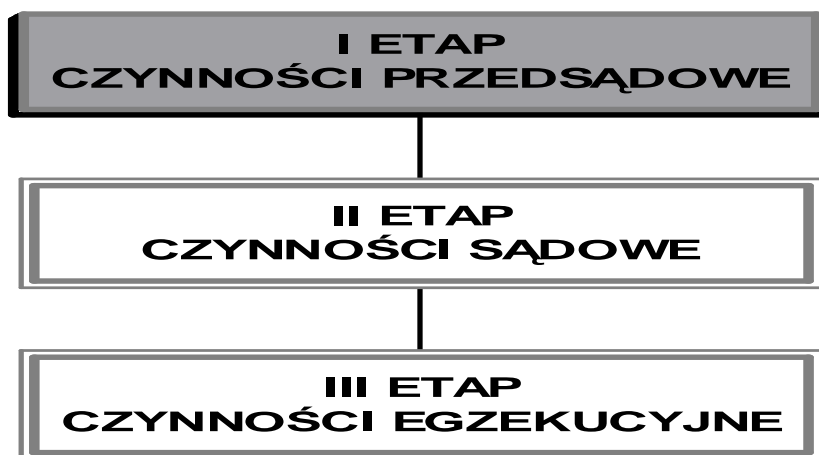 I ETAP
CZYNNOŚCI PRZEDSĄDOWE
II ETAP
CZYNNOŚCI SĄDOWE
III ETAP
CZYNNOŚCI EGZEKUCYJNE